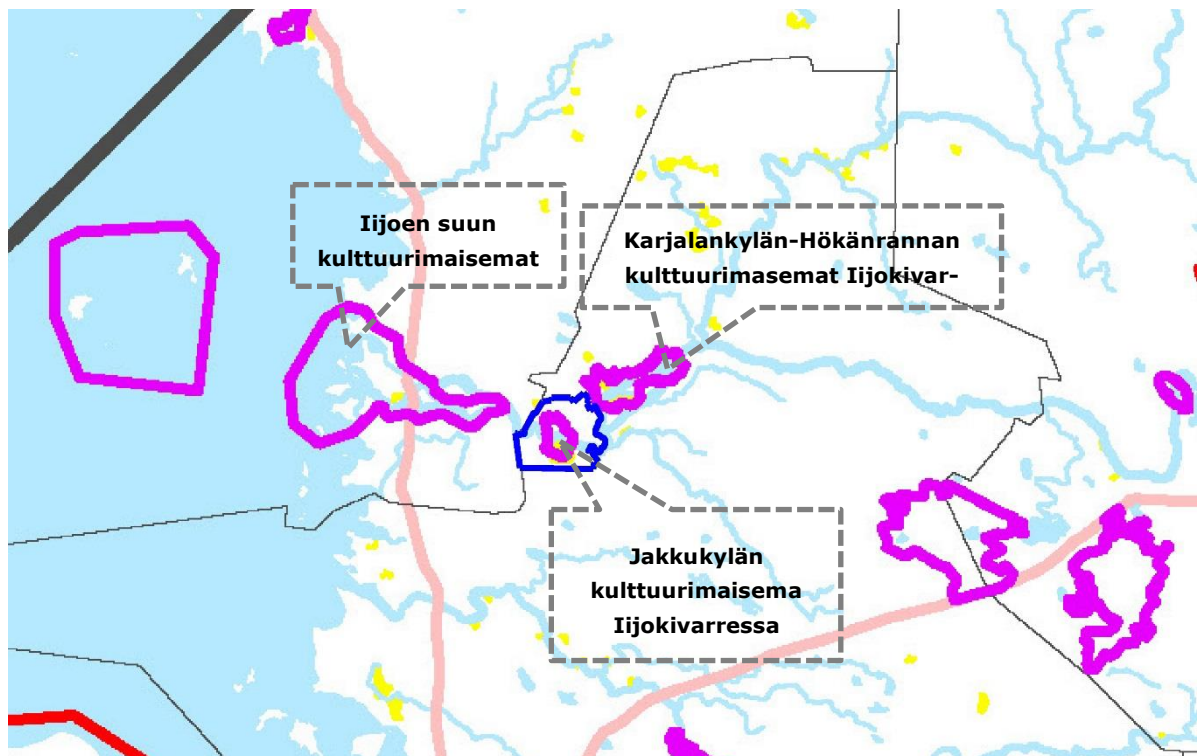 Iijoen suun
kulttuurimaisemat
Karjalankylän-Hökänrannan
kulttuurimasemat Iijokivar-
Jakkukylän
kulttuurimaisema
Iijokivarressa